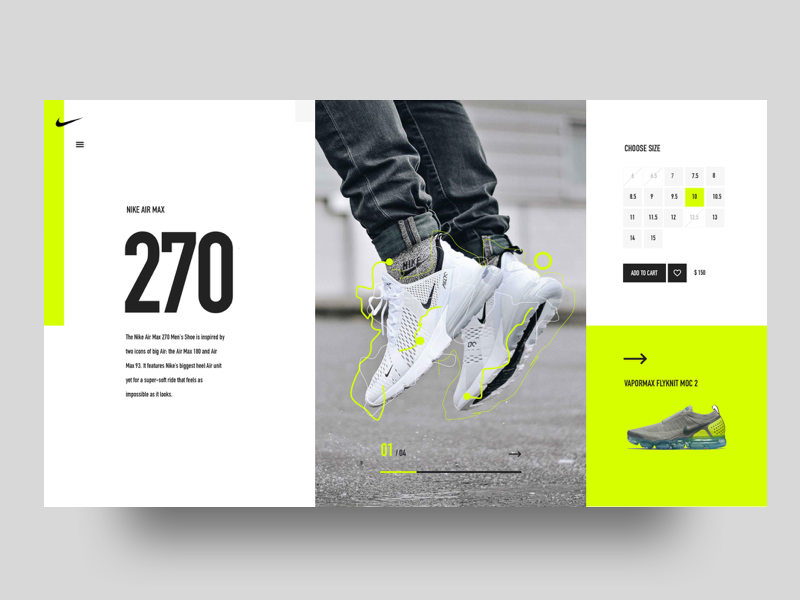 NIKE AIR MAX
270
The Nike Air Max 270 Men's Shoe is inspired by
two icons of big Air: the Air Max 180 and Air
Max 93. It features Nike's biggest heel Air unit
yet for a super-soft ride that feels as
impossible as it looks.
NIKE
01 / 04
CHOOSE SIZE
6 6.5 7 7.5 8
8.5 9 9.5 10 10.5
11 11.5 12 12.5 13
14 15
ADD TO CART $ 150
VAPORMAX FLYKNIT MOC 2